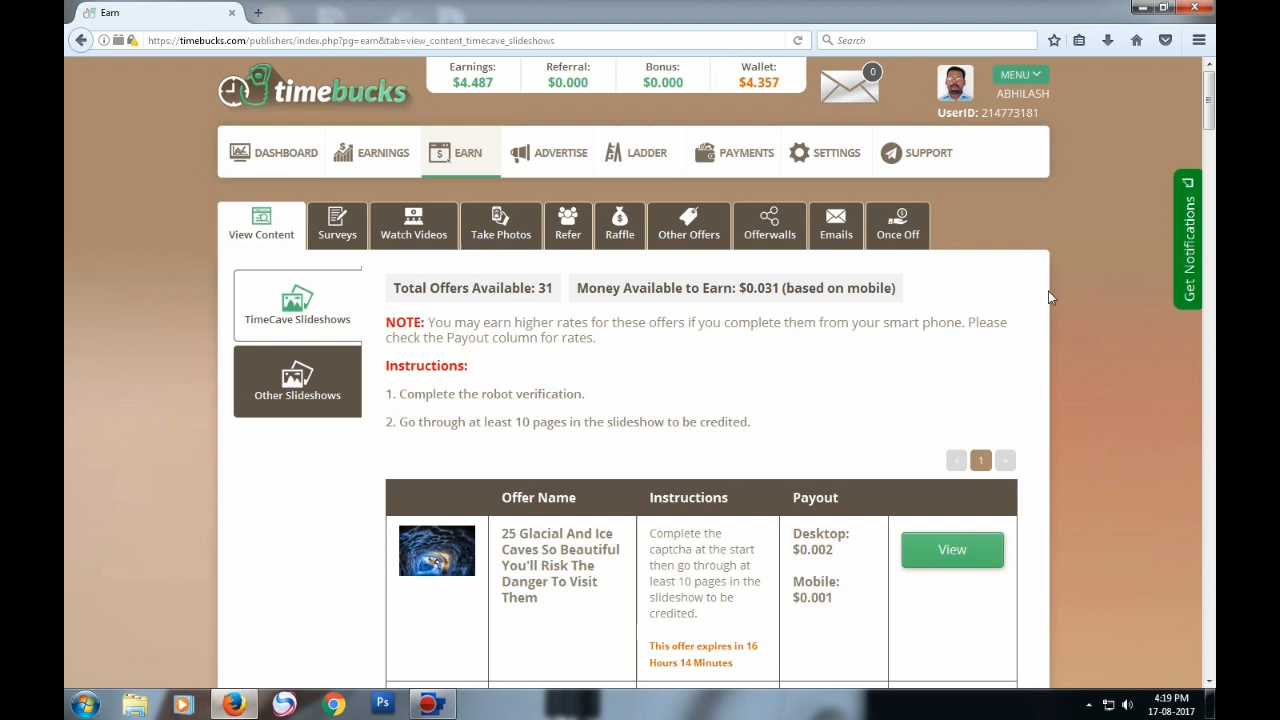 Earn
https://timebucks.com/publishers/index.php?pg=earn&tab=view_content_timecave_slideshows
Search
timebucks
Earnings:
$4.487
Referral:
$0.000
Bonus:
$0.000
Wallet:
$4.357
0
MENU
ABHILASH
UserID: 214773181
DASHBOARD
EARNINGS
EARN
ADVERTISE
LADDER
PAYMENTS
SETTINGS
SUPPORT
View Content
Surveys
Watch Videos
Take Photos
Refer
Raffle
Other Offers
Offerwalls
Emails
Once Off
Get Notifications
TimeCave Slideshows
Other Slideshows
Total Offers Available: 31
Money Available to Earn: $0.031 (based on mobile)
NOTE: You may earn higher rates for these offers if you complete them from your smart phone. Please
check the Payout column for rates.
Instructions:
1. Complete the robot verification.
2. Go through at least 10 pages in the slideshow to be credited.
« 1 »
Offer Name
Instructions
Payout
25 Glacial And Ice
Caves So Beautiful
You'll Risk The
Danger To Visit
Them
Complete the
captcha at the start
then go through at
least 10 pages in the
slideshow to be
credited.
This offer expires in 16
Hours 14 Minutes
Desktop:
$0.002
Mobile:
$0.001
View
Ps
4:19 PM
17-08-2017